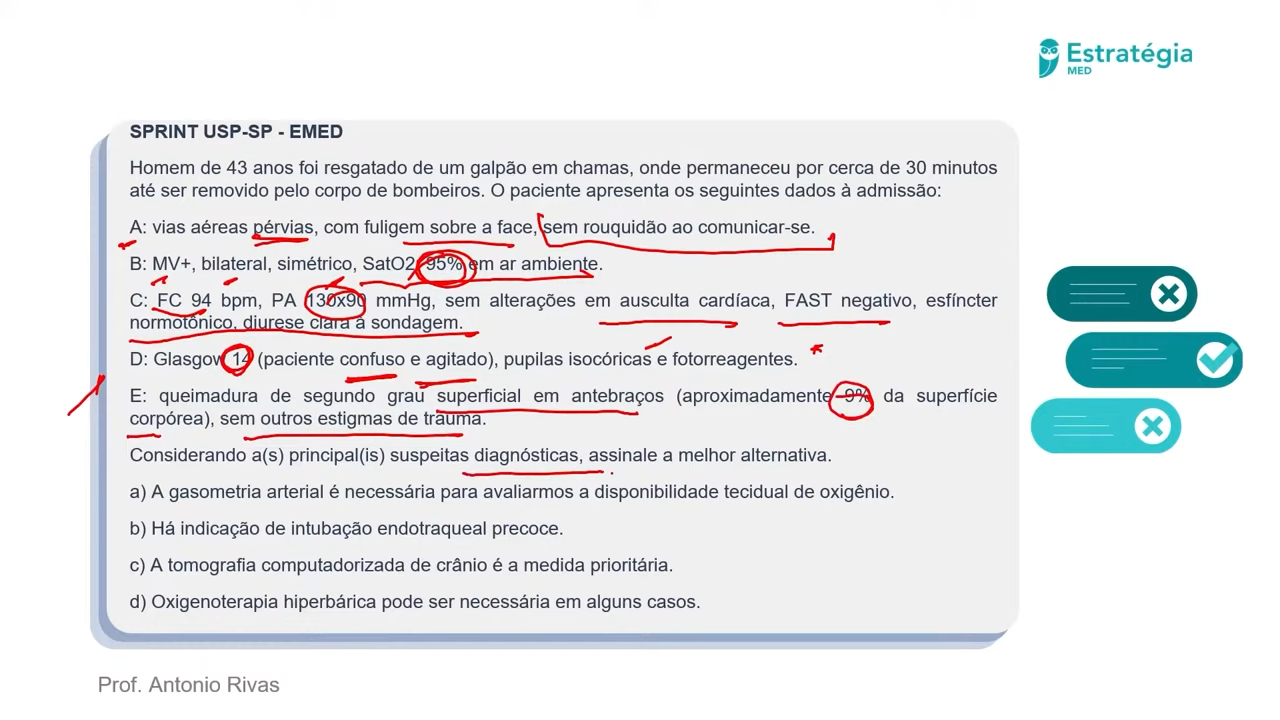 Estratégia
MED
SPRINT USP-SP - EMED
Homem de 43 anos foi resgatado de um galpão em chamas, onde permaneceu por cerca de 30 minutos
até ser removido pelo corpo de bombeiros. O paciente apresenta os seguintes dados à admissão:
A: vias aéreas pérvias, com fuligem sobre a face, sem rouquidão ao comunicar-se.
B: MV+, bilateral, simétrico, SatO2 95% em ar ambiente.
C: FC 94 bpm, PA 130x90 mmHg, sem alterações em ausculta cardíaca, FAST negativo, esfíncter
normotônico, diurese clara à sondagem.
D: Glasgow 14 (paciente confuso e agitado), pupilas isocóricas e fotorreagentes.
E: queimadura de segundo grau superficial em antebraços (aproximadamente 9% da superfície
corpórea), sem outros estigmas de trauma.
Considerando a(s) principal(is) suspeitas diagnósticas, assinale a melhor alternativa.
a) A gasometria arterial é necessária para avaliarmos a disponibilidade tecidual de oxigênio.
b) Há indicação de intubação endotraqueal precoce.
c) A tomografia computadorizada de crânio é a medida prioritária.
d) Oxigenoterapia hiperbárica pode ser necessária em alguns casos.
Prof. Antonio Rivas